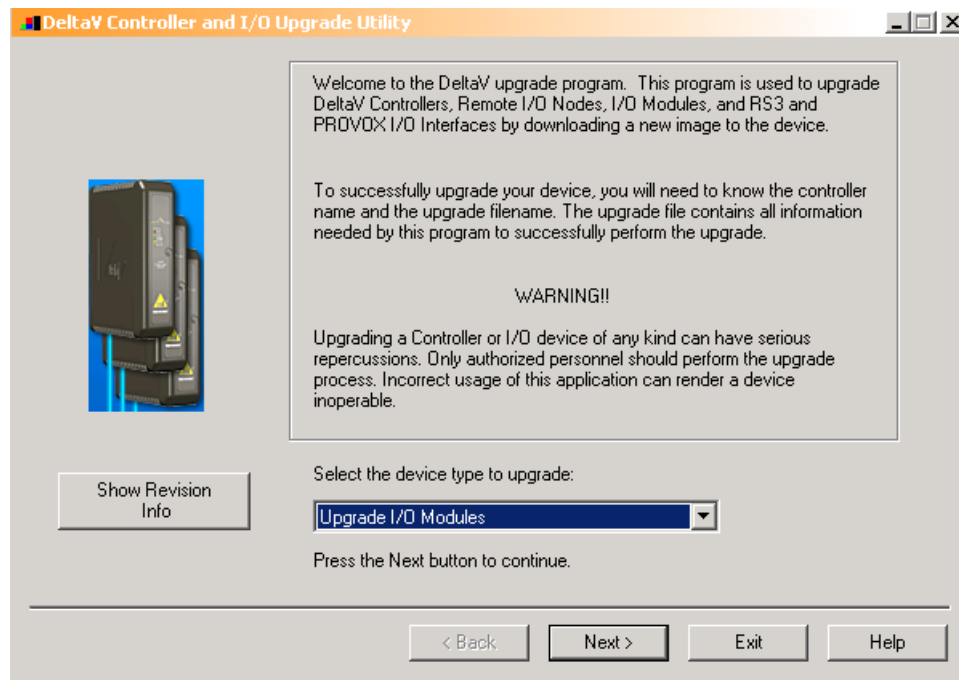 DeltaV Controller and I/O Upgrade Utility
Welcome to the DeltaV upgrade program. This program is used to upgrade
DeltaV Controllers, Remote I/O Nodes, I/O Modules, and RS3 and
PROVOX I/O Interfaces by downloading a new image to the device.
To successfully upgrade your device, you will need to know the controller
name and the upgrade filename. The upgrade file contains all information
needed by this program to successfully perform the upgrade.
WARNING!!
Upgrading a Controller or I/O device of any kind can have serious
repercussions. Only authorized personnel should perform the upgrade
process. Incorrect usage of this application can render a device
inoperable.
Show Revision
Info
Select the device type to upgrade:
Upgrade I/O Modules
Press the Next button to continue.
< Back
Next >
Exit
Help